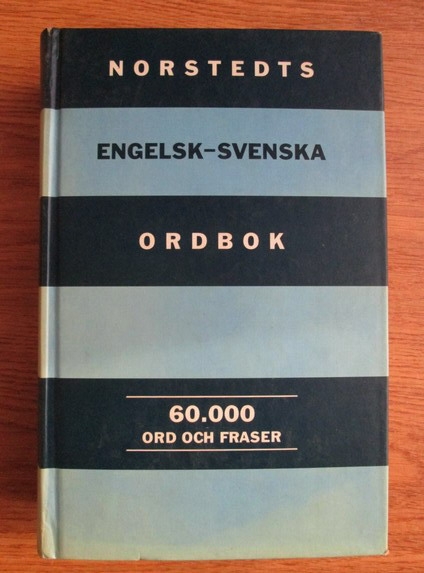 NORSTEDTS
ENGELSK–SVENSKA
ORDBOK
60.000
ORD OCH FRASER